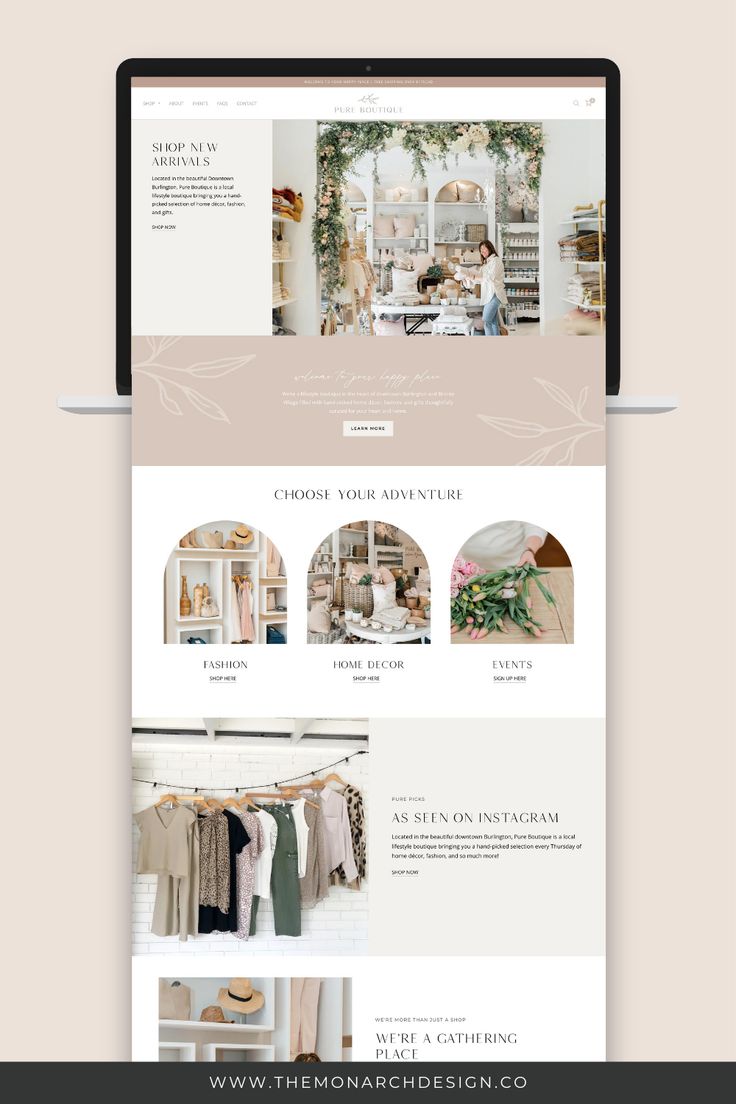 WELCOME TO YOUR HAPPY PLACE | FREE SHIPPING OVER
SHOP ABOUT EVENTS FAQS CONTACT
PURE BOUTIQUE
0
SHOP NEW
ARRIVALS
Located in the beautiful Downtown
Burlington, Pure Boutique is a local
lifestyle boutique bringing you a hand-
picked selection of home décor, fashion,
and gifts.
SHOP NOW
welcome to your happy place
We're a lifestyle boutique in the heart of downtown Burlington and Bronte
Village filled with hand-picked home décor, fashion, and gifts thoughtfully
curated for your heart and home.
LEARN MORE
CHOOSE YOUR ADVENTURE
FASHION
SHOP HERE
HOME DECOR
SHOP HERE
EVENTS
SIGN UP HERE
PURE PICKS
AS SEEN ON INSTAGRAM
Located in the beautiful downtown Burlington, Pure Boutique is a local
lifestyle boutique bringing you a hand-picked selection every Thursday of
home décor, fashion, and so much more!
SHOP NOW
WE'RE MORE THAN JUST A SHOP
WE'RE A GATHERING
PLACE
WWW.THEMONARCHDESIGN.CO